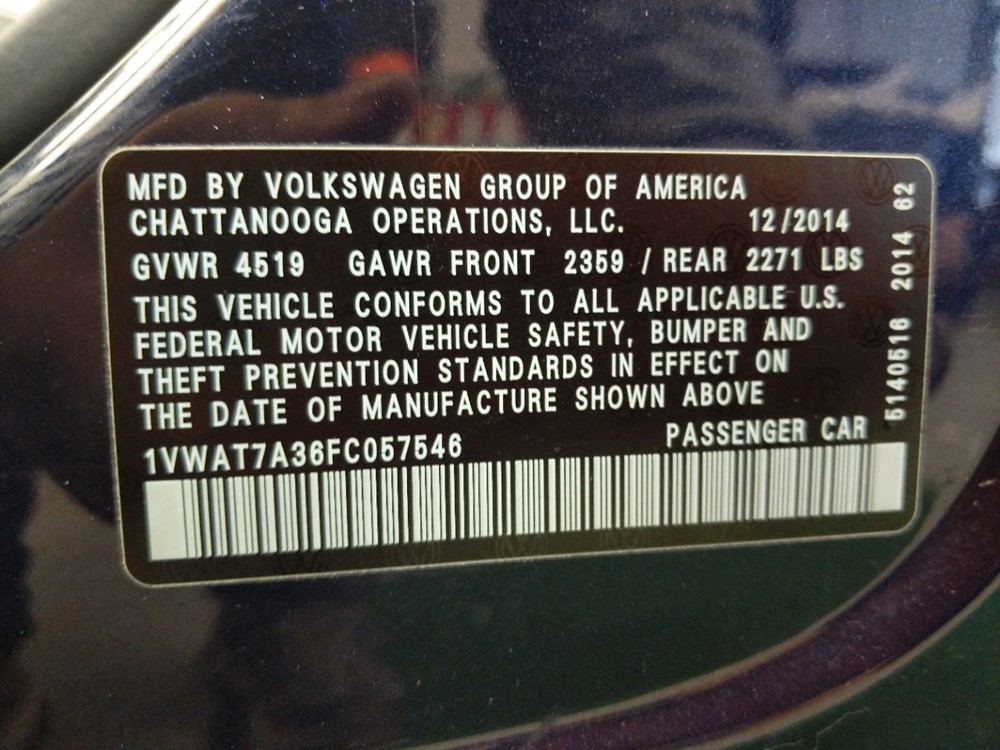 MFD BY VOLKSWAGEN GROUP OF AMERICA
CHATTANOOGA OPERATIONS, LLC. 12/2014
GVWR 4519 GAWR FRONT 2359 / REAR 2271 LBS
THIS VEHICLE CONFORMS TO ALL APPLICABLE U.S.
FEDERAL MOTOR VEHICLE SAFETY, BUMPER AND
THEFT PREVENTION STANDARDS IN EFFECT ON
THE DATE OF MANUFACTURE SHOWN ABOVE
1VWAT7A36FC057546 PASSENGER CAR
5140516 2014 62